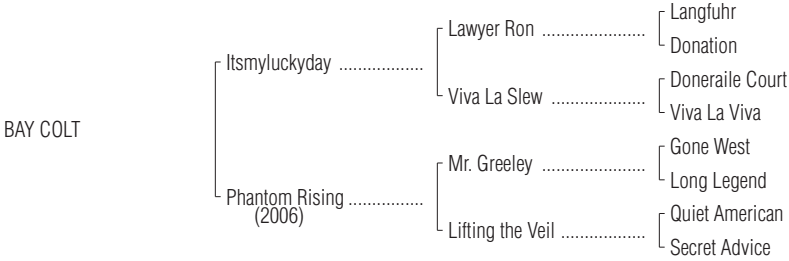 Langfuhr
Lawyer Ron ......................
Donation
Itsmyluckyday ..................
Doneraile Court
Viva La Slew ....................
Viva La Viva
BAY COLT
Gone West
Mr. Greeley ......................
Long Legend
Phantom Rising ................
(2006)
Quiet American
Lifting the Veil ..................
Secret Advice